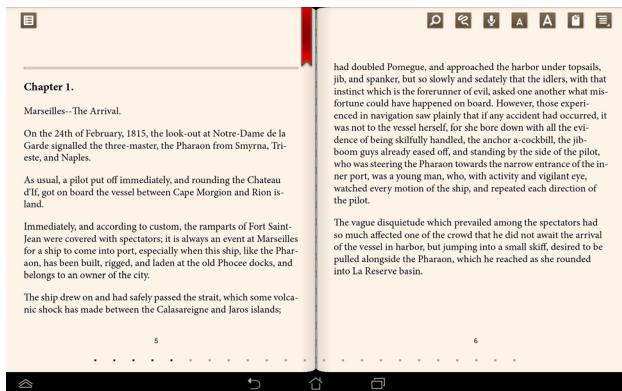 Chapter 1.
Marseilles--The Arrival.
On the 24th of February, 1815, the look-out at Notre-Dame de la
Garde signalled the three-master, the Pharaon from Smyrna, Tri-
este, and Naples.
As usual, a pilot put off immediately, and rounding the Chateau
d'If, got on board the vessel between Cape Morgion and Rion is-
land.
Immediately, and according to custom, the ramparts of Fort Saint-
Jean were covered with spectators; it is always an event at Marseilles
for a ship to come into port, especially when this ship, like the Phar-
aon, has been built, rigged, and laden at the old Phocee docks, and
belongs to an owner of the city.
The ship drew on and had safely passed the strait, which some volca-
nic shock has made between the Calasareigne and Jaros islands;
5
A
A
had doubled Pomegue, and approached the harbor under topsails,
jib, and spanker, but so slowly and sedately that the idlers, with that
instinct which is the forerunner of evil, asked one another what mis-
fortune could have happened on board. However, those experi-
enced in navigation saw plainly that if any accident had occurred, it
was not to the vessel herself, for she bore down with all the evi-
dence of being skilfully handled, the anchor a-cockbill, the jib-
boom guys already eased off, and standing by the side of the pilot,
who was steering the Pharaon towards the narrow entrance of the in-
ner port, was a young man, who, with activity and vigilant eye,
watched every motion of the ship, and repeated each direction of
the pilot.
The vague disquietude which prevailed among the spectators had
so much affected one of the crowd that he did not await the arrival
of the vessel in harbor, but jumping into a small skiff, desired to be
pulled alongside the Pharaon, which he reached as she rounded
into La Reserve basin.
6